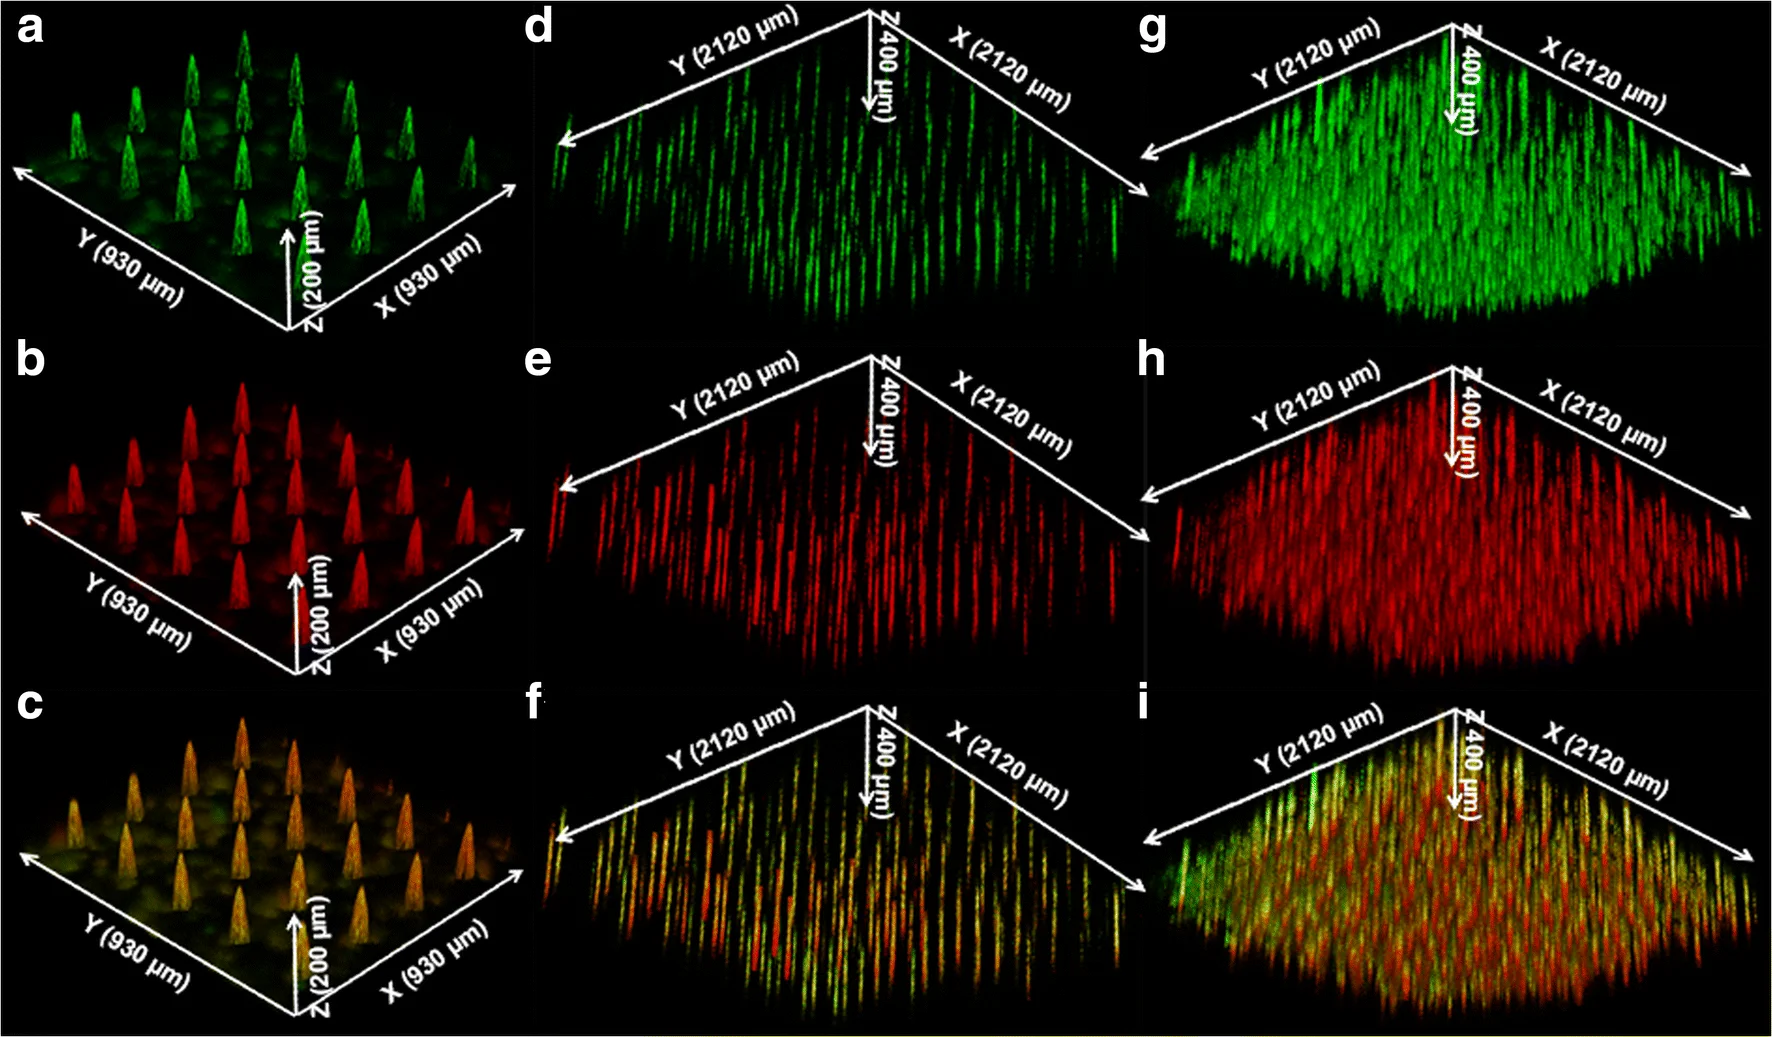 a
Y (930 µm)
Z (200 µm)
X (930 µm)
d
Y (2120 µm)
Z 400 µm)
X (2120 µm)
g
Y (2120 µm)
Z 400 µm)
X (2120 µm)
b
Y (930 µm)
Z (200 µm)
X (930 µm)
e
Y (2120 µm)
Z 400 µm)
X (2120 µm)
h
Y (2120 µm)
Z 400 µm)
X (2120 µm)
c
Y (930 µm)
Z (200 µm)
X (930 µm)
f
Y (2120 µm)
Z 400 µm)
X (2120 µm)
i
Y (2120 µm)
Z 400 µm)
X (2120 µm)